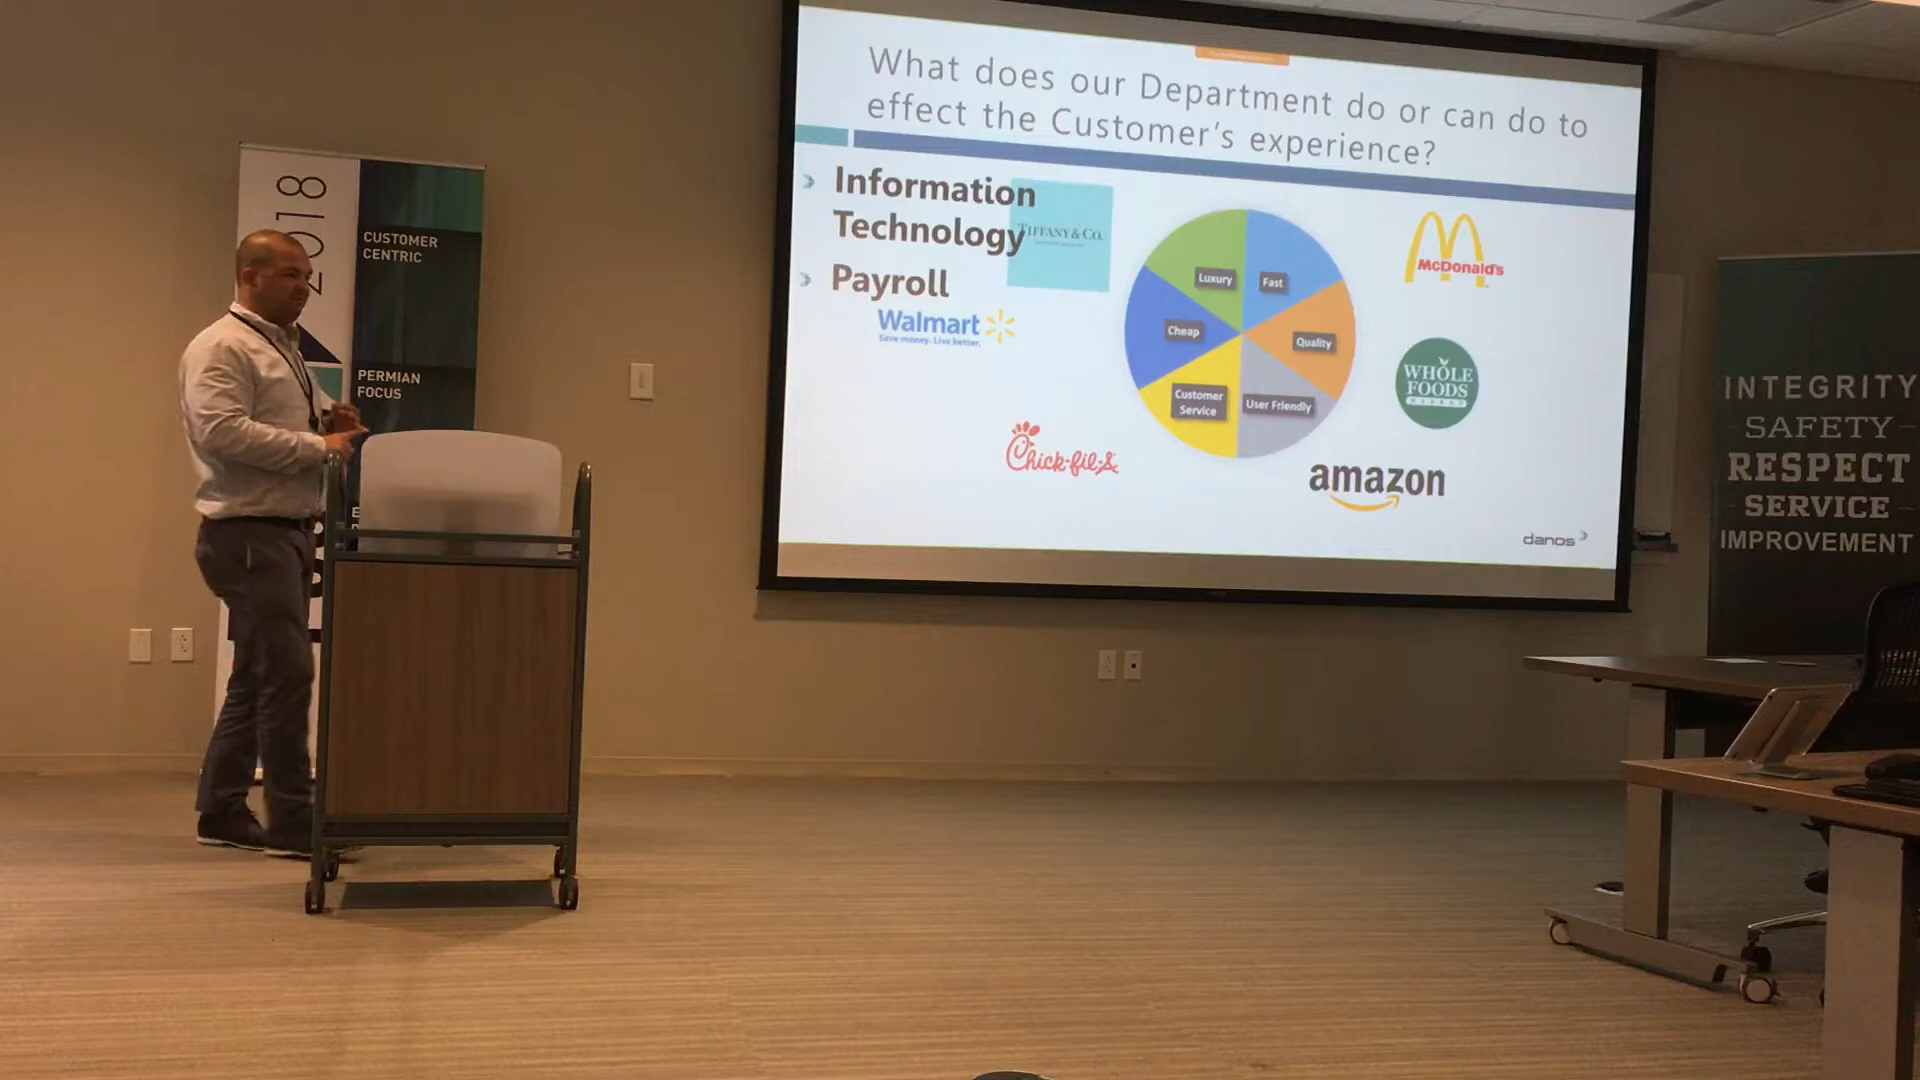 2018
CUSTOMER
CENTRIC
PERMIAN
FOCUS
What does our Department do or can do to
effect the Customer's experience?
Information
Technology
Payroll
TIFFANY & CO.
Walmart
Save money. Live better.
Chick-fil-A
Luxury
Fast
Cheap
Quality
Customer
Service
User Friendly
McDonald's
WHOLE
FOODS
MARKET
amazon
danos
INTEGRITY
SAFETY
RESPECT
SERVICE
IMPROVEMENT